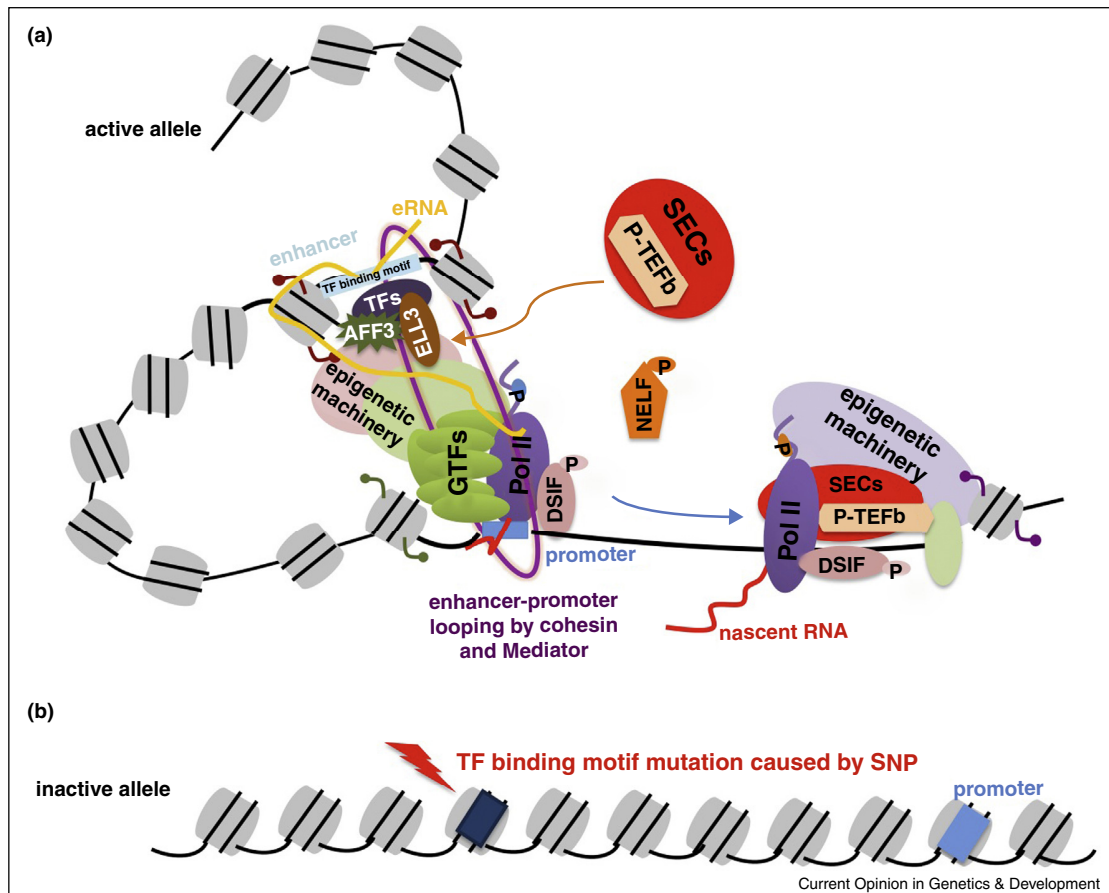 (a)
active allele
eRNA
enhancer
TF binding motif
TFs
AFF3
ELL3
SECs
P-TEFb
epigenetic
machinery
P
NELF
P
GTFs
Pol II
DSIF
P
promoter
enhancer-promoter
looping by cohesin
and Mediator
epigenetic
machinery
P
SECs
Pol II
P-TEFb
DSIF
P
nascent RNA
(b)
TF binding motif mutation caused by SNP
inactive allele
promoter
Current Opinion in Genetics & Development